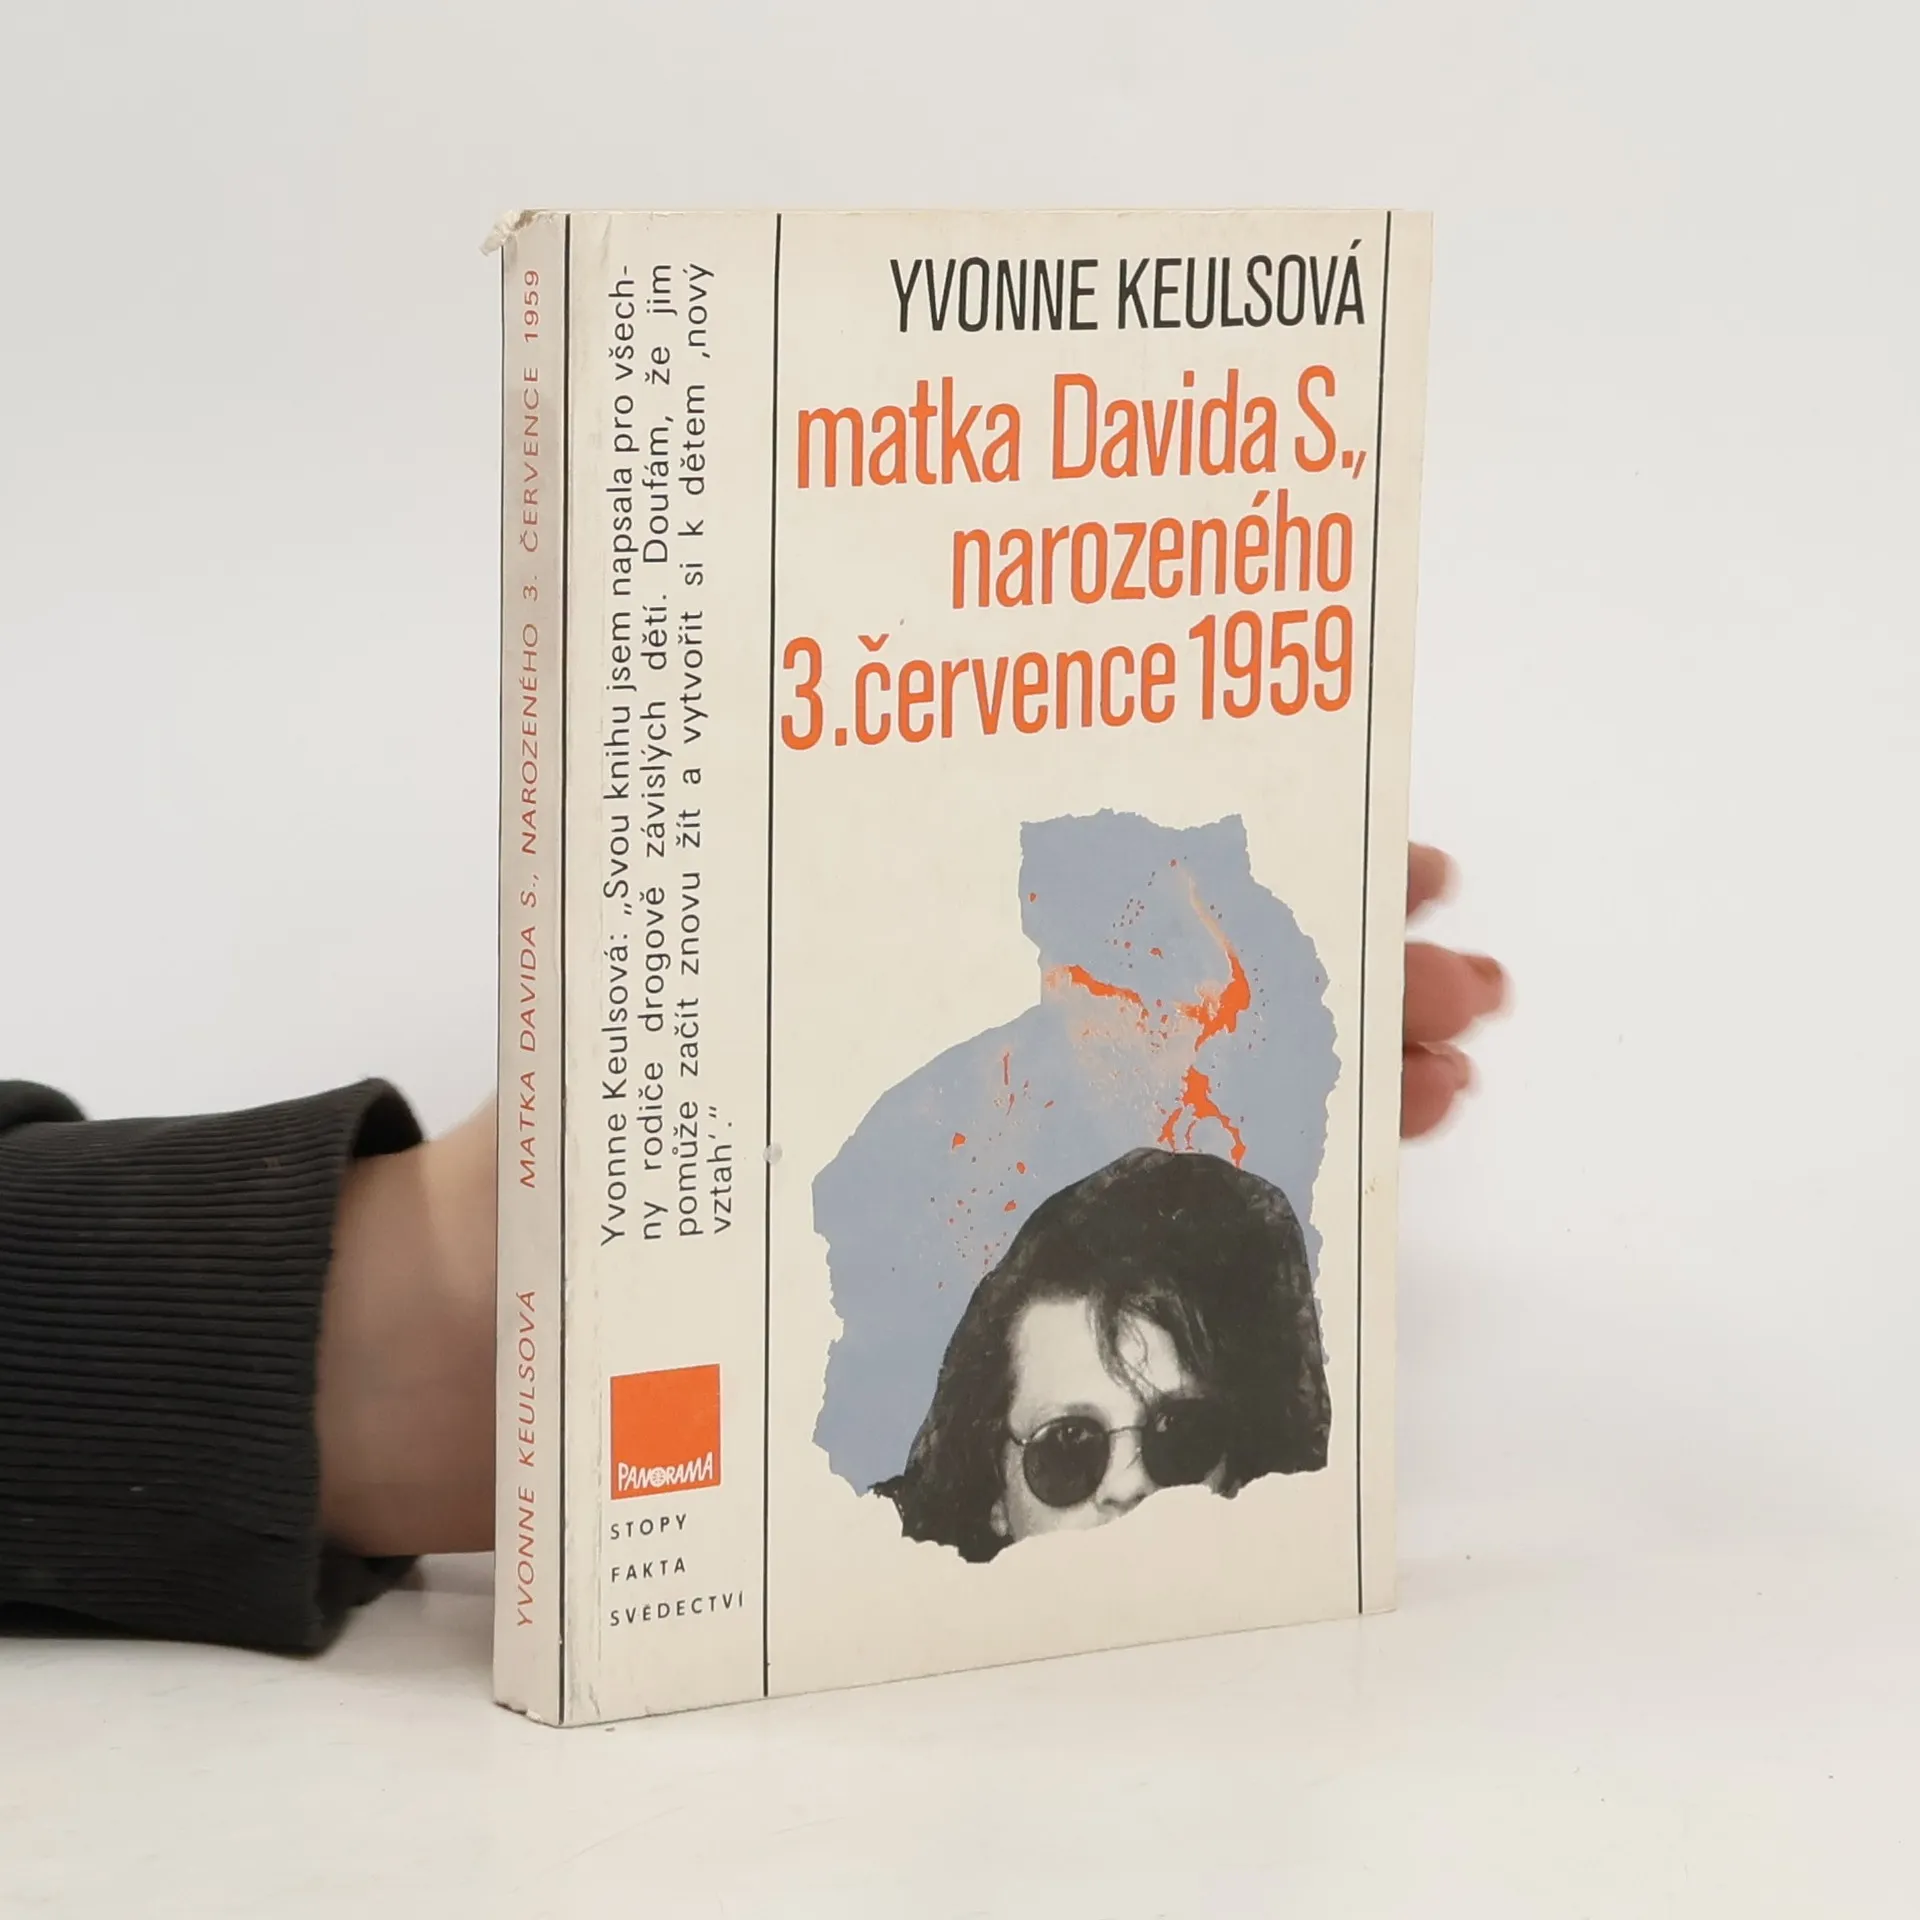 YVONNE KEULSOVÁ
matka Davida S.,
narozeného
3. července 1959
Yvonne Keulsová: „Svou knihu jsem napsala pro všech-
ny rodiče drogově závislých dětí. Doufám, že jim
pomůže začít znovu žít a vytvořit si k dětem ‚nový
vztah‘.“
PANORAMA
STOPY
FAKTA
SVĚDECTVÍ
YVONNE KEULSOVÁ MATKA DAVIDA S., NAROZENÉHO 3. ČERVENCE 1959